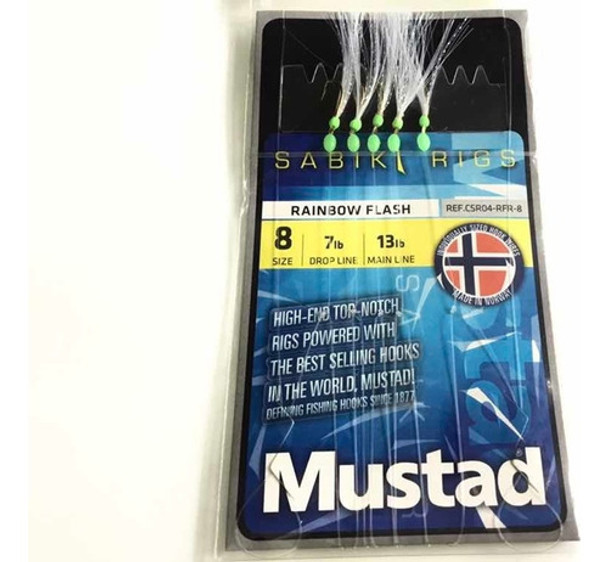 SABIKI RIGS
RAINBOW FLASH
REF.CSR04-RFR-8
8 7lb 13lb
SIZE DROP LINE MAIN LINE
INDIVIDUALLY SIZED HOOK WIRES
MADE IN NORWAY
HIGH-END TOP-NOTCH
RIGS POWERED WITH
THE BEST SELLING HOOKS
IN THE WORLD, MUSTAD!
DEFINING FISHING HOOKS SINCE 1877
Mustad